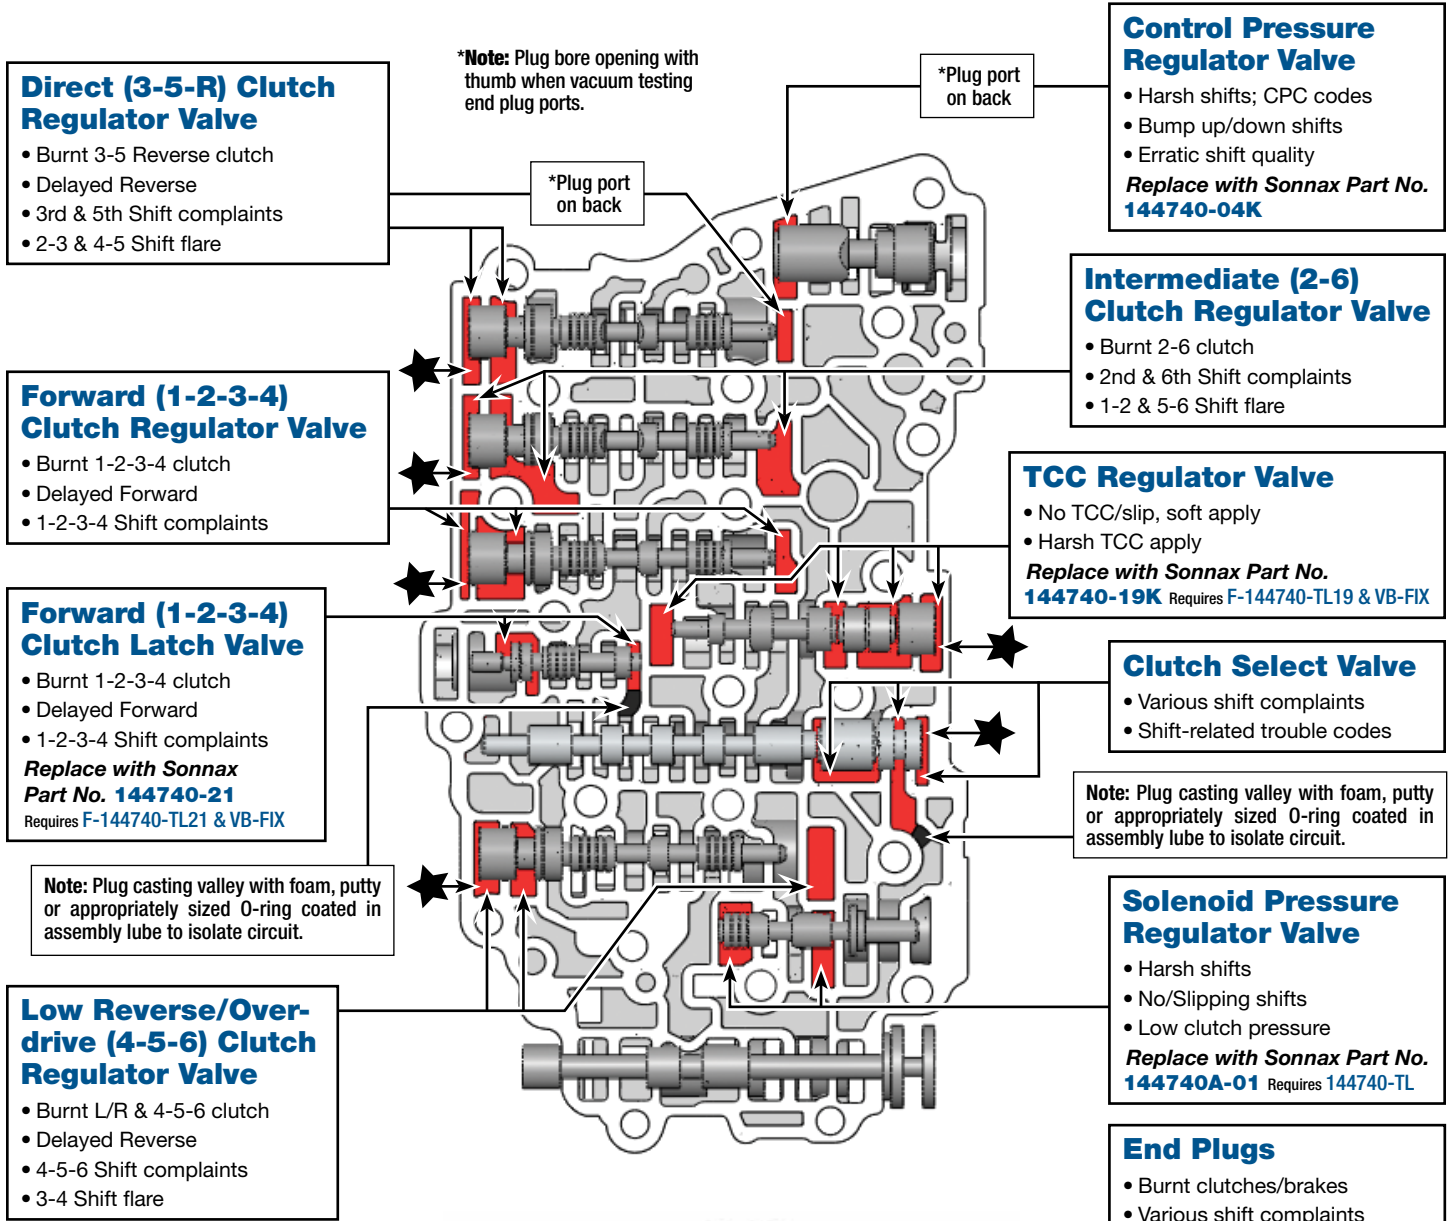 *Note: Plug bore opening with
thumb when vacuum testing
end plug ports.
*Plug port
on back
Control Pressure
Regulator Valve
• Harsh shifts; CPC codes
• Bump up/down shifts
• Erratic shift quality
Replace with Sonnax Part No.
144740-04K
Direct (3-5-R) Clutch
Regulator Valve
• Burnt 3-5 Reverse clutch
• Delayed Reverse
• 3rd & 5th Shift complaints
• 2-3 & 4-5 Shift flare
*Plug port
on back
Intermediate (2-6)
Clutch Regulator Valve
• Burnt 2-6 clutch
• 2nd & 6th Shift complaints
• 1-2 & 5-6 Shift flare
Forward (1-2-3-4)
Clutch Regulator Valve
• Burnt 1-2-3-4 clutch
• Delayed Forward
• 1-2-3-4 Shift complaints
TCC Regulator Valve
• No TCC/slip, soft apply
• Harsh TCC apply
Replace with Sonnax Part No.
144740-19K Requires F-144740-TL19 & VB-FIX
Forward (1-2-3-4)
Clutch Latch Valve
• Burnt 1-2-3-4 clutch
• Delayed Forward
• 1-2-3-4 Shift complaints
Replace with Sonnax
Part No. 144740-21
Requires F-144740-TL21 & VB-FIX
Clutch Select Valve
• Various shift complaints
• Shift-related trouble codes
Note: Plug casting valley with foam, putty
or appropriately sized O-ring coated in
assembly lube to isolate circuit.
Note: Plug casting valley with foam, putty
or appropriately sized O-ring coated in
assembly lube to isolate circuit.
Solenoid Pressure
Regulator Valve
• Harsh shifts
• No/Slipping shifts
• Low clutch pressure
Replace with Sonnax Part No.
144740A-01 Requires 144740-TL
Low Reverse/Over-
drive (4-5-6) Clutch
Regulator Valve
• Burnt L/R & 4-5-6 clutch
• Delayed Reverse
• 4-5-6 Shift complaints
• 3-4 Shift flare
End Plugs
• Burnt clutches/brakes
• Various shift complaints